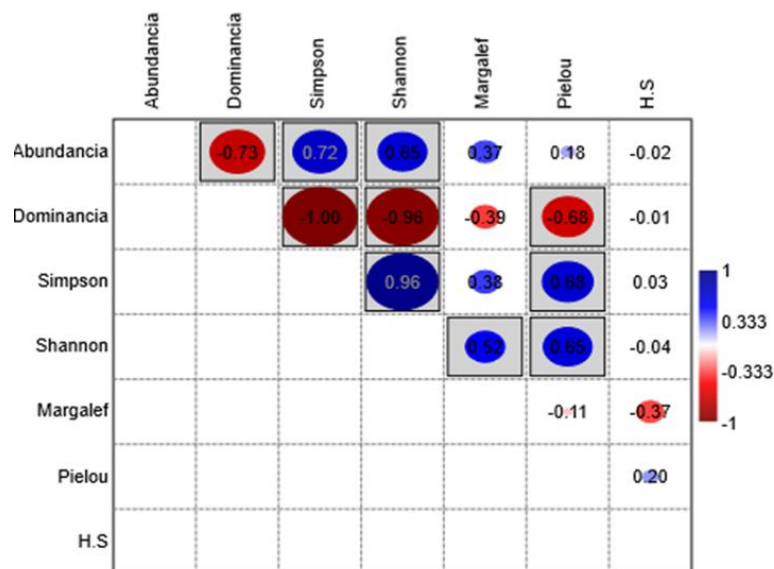 Abundancia Dominancia Simpson Shannon Margalef Pielou H.S
Abundancia -0.73 0.72 0.65 0.37 0.18 -0.02
Dominancia -1.00 -0.96 -0.39 -0.68 -0.01
Simpson 0.96 0.38 0.68 0.03
Shannon 0.52 0.65 -0.04
Margalef -0.11 -0.37
Pielou 0.20
H.S
1
0.333
-0.333
-1